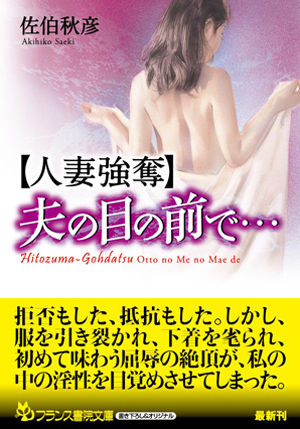 佐伯秋彦
Akihiko Saeki
【人妻強奪】
夫の目の前で…
Hitozuma-Gohdatsu Otto no Me no Mae de
拒否もした、抵抗もした。しかし、
服を引き裂かれ、下着を毟られ、
初めて味わう屈辱の絶頂が、私の
中の淫性を目覚めさせてしまった。
フランス書院文庫 書き下ろし&オリジナル 最新刊